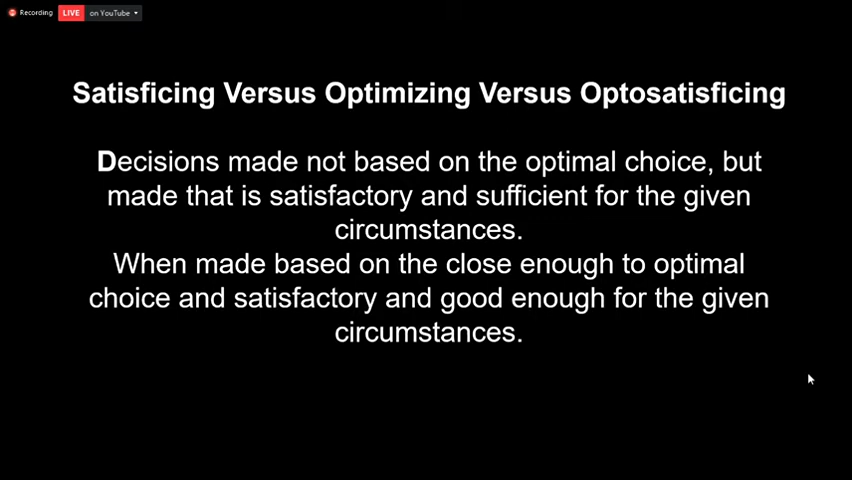 Recording LIVE on YouTube
Satisficing Versus Optimizing Versus Optosatisficing
Decisions made not based on the optimal choice, but
made that is satisfactory and sufficient for the given
circumstances.
When made based on the close enough to optimal
choice and satisfactory and good enough for the given
circumstances.